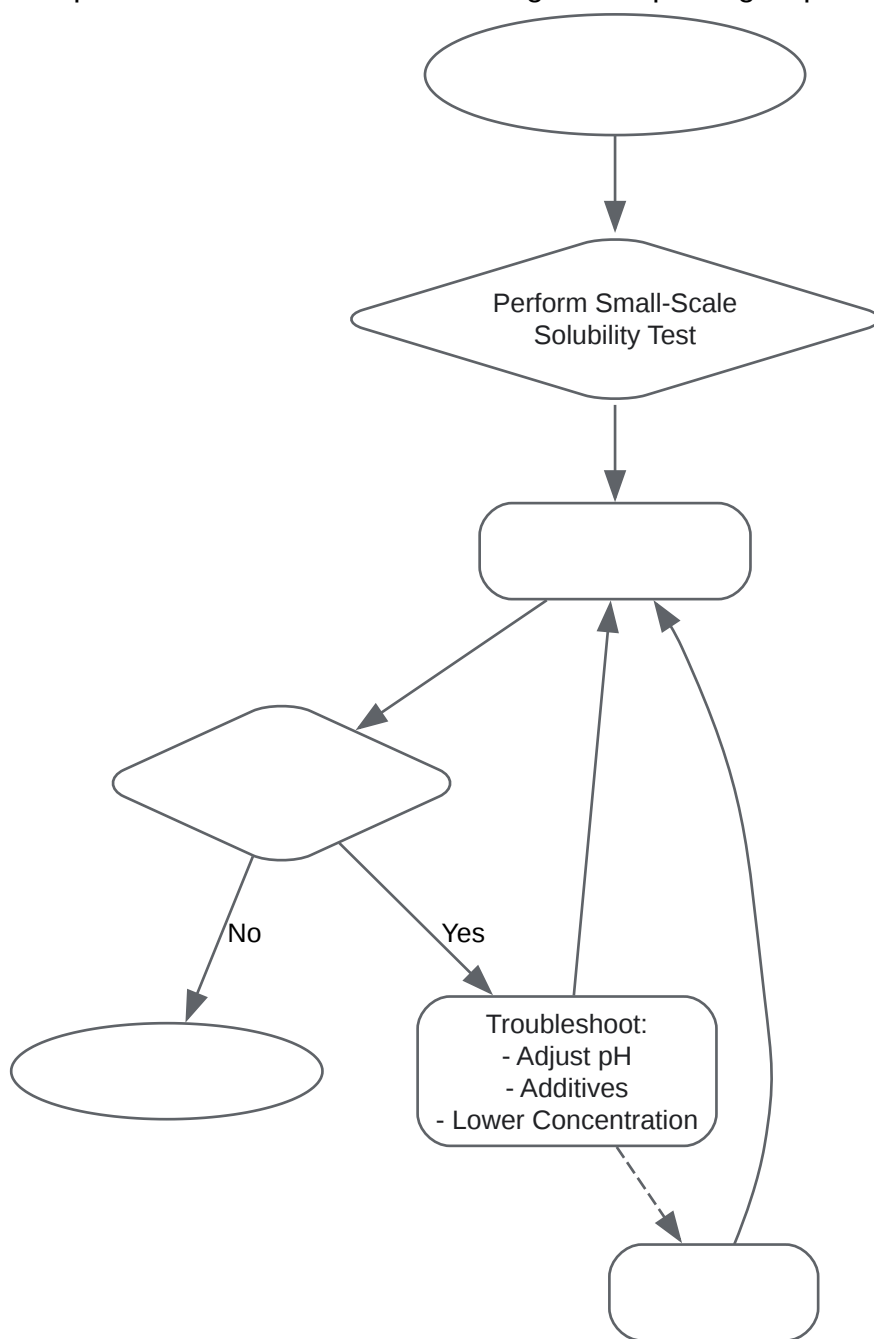 Perform Small-Scale
Solubility Test
No
Yes
Troubleshoot:
- Adjust pH
- Additives
- Lower Concentration